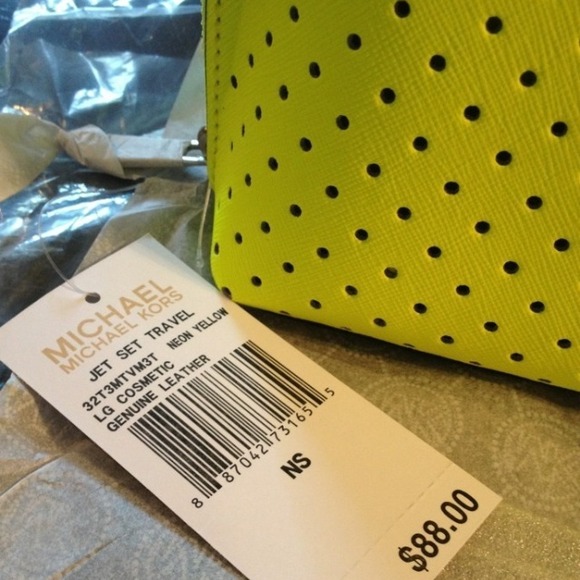 MICHAEL
MICHAEL KORS
JET SET TRAVEL
32T3MTVM3T NEON YELLOW
LG COSMETIC
GENUINE LEATHER
8 87042 73165 5
NS
$88.00